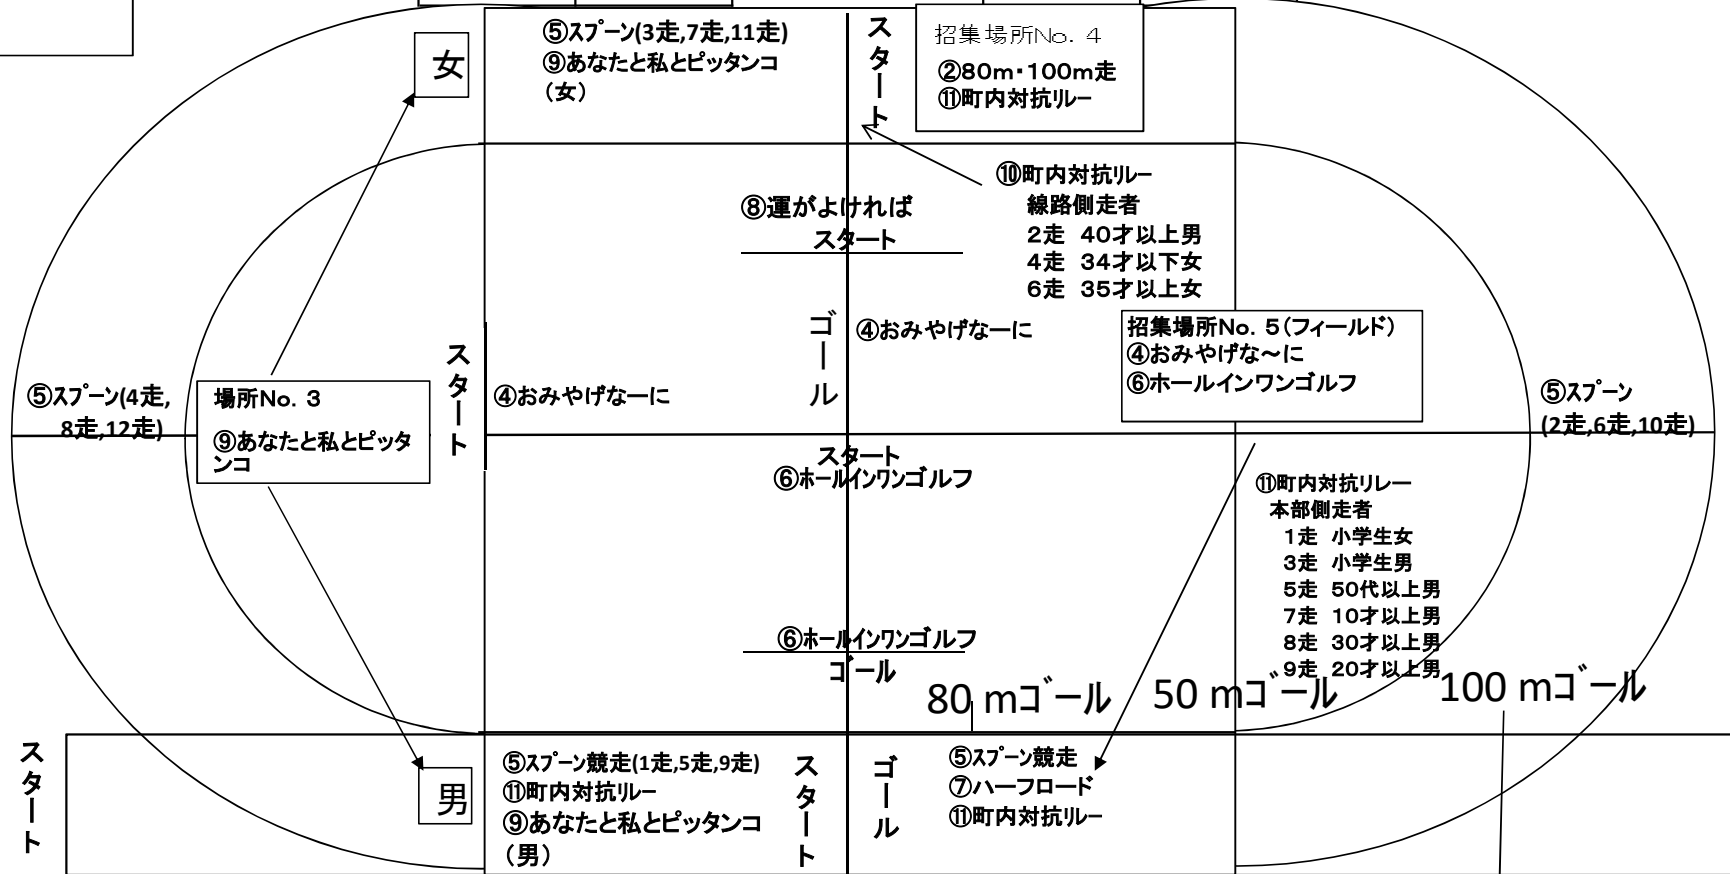 ⑤スプーン(3走,7走,11走)
⑨あなたと私とピッタンコ
（女）
女
スタート
招集場所No．4
②80m・100m走
⑪町内対抗リレー
⑩町内対抗リレー
線路側走者
2走　40才以上男
4走　34才以下女
6走　35才以上女
⑧運がよければ
スタート
ゴール
④おみやげなーに
招集場所No．5（フィールド）
④おみやげな～に
⑥ホールインワンゴルフ
⑤スプーン(4走,
8走,12走)
場所No．3
⑨あなたと私とピッタ
ンコ
スタート
④おみやげなーに
⑤スプーン
(2走,6走,10走)
スタート
⑥ホールインワンゴルフ
⑪町内対抗リレー
本部側走者
1走　小学生女
3走　小学生男
5走　50代以上男
7走　10才以上男
8走　30才以上男
9走　20才以上男
⑥ホールインワンゴルフ
ゴール
80 mゴール
50 mゴール
100 mゴール
スタート
男
⑤スプーン競走(1走,5走,9走)
⑪町内対抗リレー
⑨あなたと私とピッタンコ
（男）
スタート
ゴール
⑤スプーン競走
⑦ハーフロード
⑪町内対抗リレー